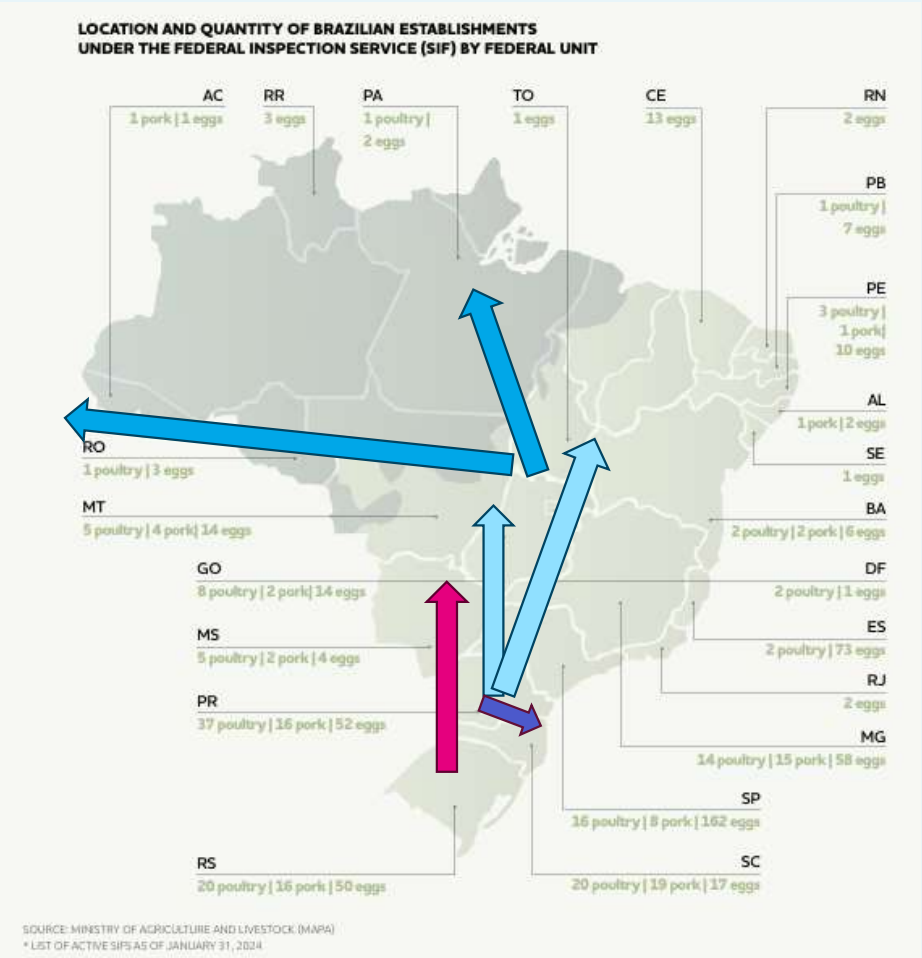 LOCATION AND QUANTITY OF BRAZILIAN ESTABLISHMENTS
UNDER THE FEDERAL INSPECTION SERVICE (SIF) BY FEDERAL UNIT
AC
1 pork | 1 eggs
RR
3 eggs
PA
1 poultry |
2 eggs
TO
1 eggs
CE
13 eggs
RN
2 eggs
PB
1 poultry |
7 eggs
PE
3 poultry |
1 pork|
10 eggs
AL
1 pork | 2 eggs
SE
1 eggs
BA
2 poultry | 2 pork | 6 eggs
DF
2 poultry | 1 eggs
ES
2 poultry | 73 eggs
RJ
2 eggs
MG
14 poultry | 15 pork | 58 eggs
SP
16 poultry | 8 pork | 162 eggs
SC
20 poultry | 19 pork | 17 eggs
RO
1 poultry | 3 eggs
MT
5 poultry | 4 pork| 14 eggs
GO
8 poultry | 2 pork| 14 eggs
MS
5 poultry | 2 pork | 4 eggs
PR
37 poultry | 16 pork | 52 eggs
RS
20 poultry | 16 pork | 50 eggs
SOURCE: MINISTRY OF AGRICULTURE AND LIVESTOCK (MAPA)
* LIST OF ACTIVE SIFS AS OF JANUARY 31, 2024